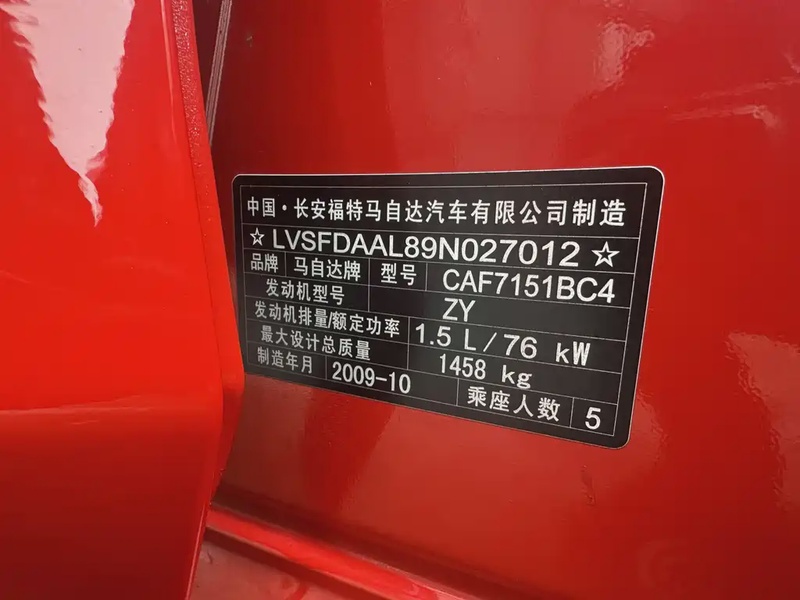 中国·长安福特马自达汽车有限公司制造
☆LVSFDAAL89N027012☆
品牌 马自达牌 型号 CAF7151BC4
发动机型号 ZY
发动机排量/额定功率 1.5 L/76 kW
最大设计总质量 1458 kg
制造年月 2009-10 乘座人数 5